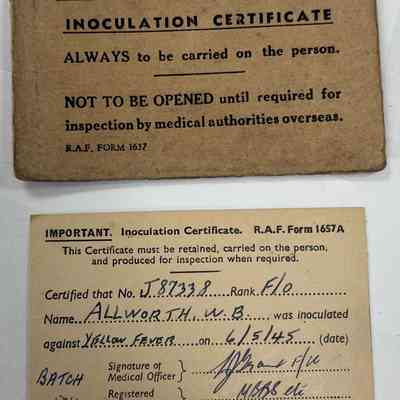 INOCULATION CERTIFICATE
ALWAYS to be carried on the person.
NOT TO BE OPENED until required for
inspection by medical authorities overseas.
R.A.F. FORM 1657
IMPORTANT. Inoculation Certificate. R.A.F. Form 1657A
This Certificate must be retained, carried on the person,
and produced for inspection when required.
Certified that No. J87338 Rank F/O
Name ALLWORTH, W.B. was inoculated
against YELLOW FEVER on 6/5/45 (date)
Signature of
Medical Officer
BATCH
Registered
MBBS